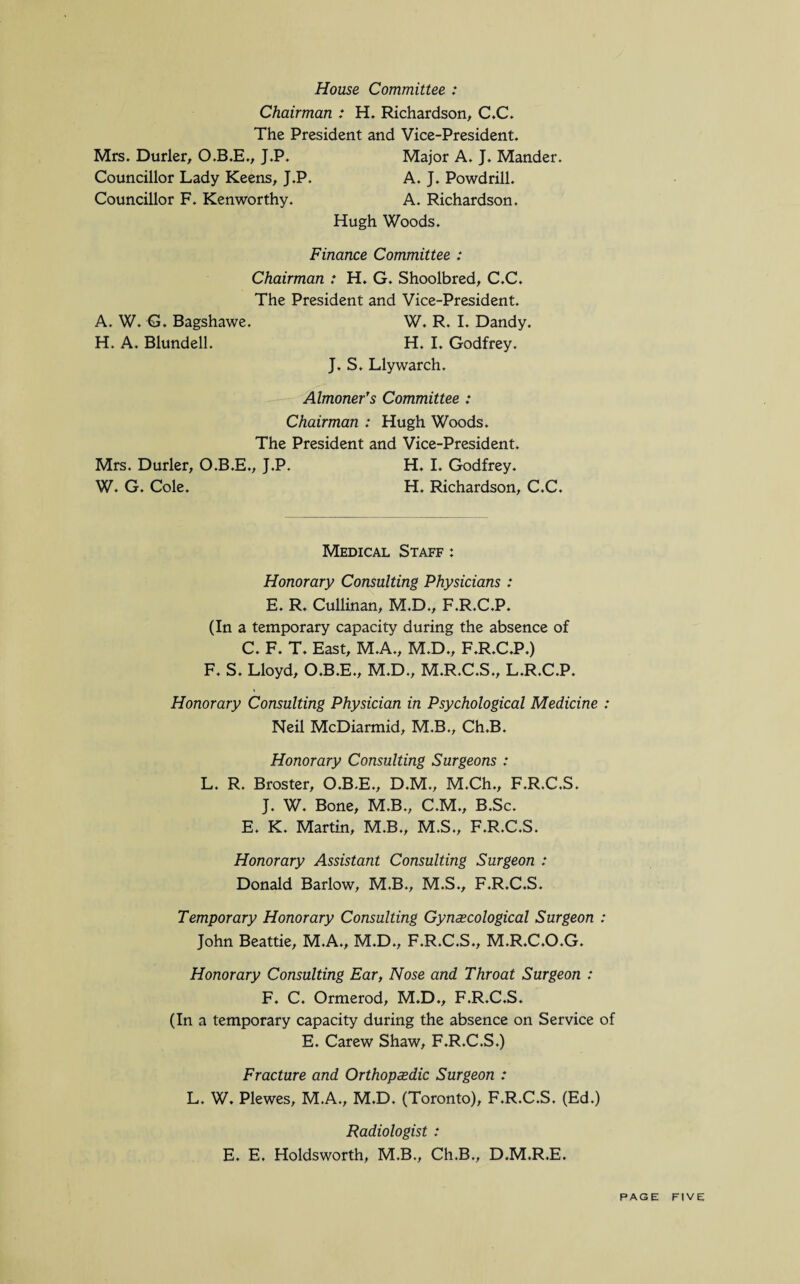 House Committee :
Chairman : H. Richardson, C.C.
The President and Vice-President.
Mrs. Durler, O.B.E., J.P. Major A. J. Mander.
Councillor Lady Keens, J.P. A. J. Powdrill.
Councillor F. Kenworthy. A. Richardson.
Hugh Woods.
Finance Committee :
Chairman : H. G. Shoolbred, C.C.
The President and Vice-President.
A. W. G. Bagshawe. W. R. I. Dandy.
H. A. Blundell. H. I. Godfrey.
J. S. Llywarch.
Almoner's Committee :
Chairman : Hugh Woods.
The President and Vice-President.
Mrs. Durler, O.B.E., J.P. H. I. Godfrey.
W. G. Cole. H. Richardson, C.C.
Medical Staff :
Honorary Consulting Physicians :
E. R. Cullinan, M.D., F.R.C.P.
(In a temporary capacity during the absence of
C. F. T. East, M.A., M.D., F.R.C.P.)
F. S. Lloyd, O.B.E., M.D., M.R.C.S., L.R.C.P.
Honorary Consulting Physician in Psychological Medicine :
Neil McDiarmid, M.B., Ch.B.
Honorary Consulting Surgeons :
L. R. Broster, O.B.E., D.M., M.Ch., F.R.C.S.
J. W. Bone, M.B., C.M., B.Sc.
E. K. Martin, M.B., M.S., F.R.C.S.
Honorary Assistant Consulting Surgeon :
Donald Barlow, M.B., M.S., F.R.C.S.
Temporary Honorary Consulting Gynæcological Surgeon :
John Beattie, M.A., M.D., F.R.C.S., M.R.C.O.G.
Honorary Consulting Ear, Nose and Throat Surgeon :
F. C. Ormerod, M.D., F.R.C.S.
(In a temporary capacity during the absence on Service of
E. Carew Shaw, F.R.C.S.)
Fracture and Orthopædic Surgeon :
L. W. Plewes, M.A., M.D. (Toronto), F.R.C.S. (Ed.)
Radiologist :
E. E. Holdsworth, M.B., Ch.B., D.M.R.E.
PAGE FIVE